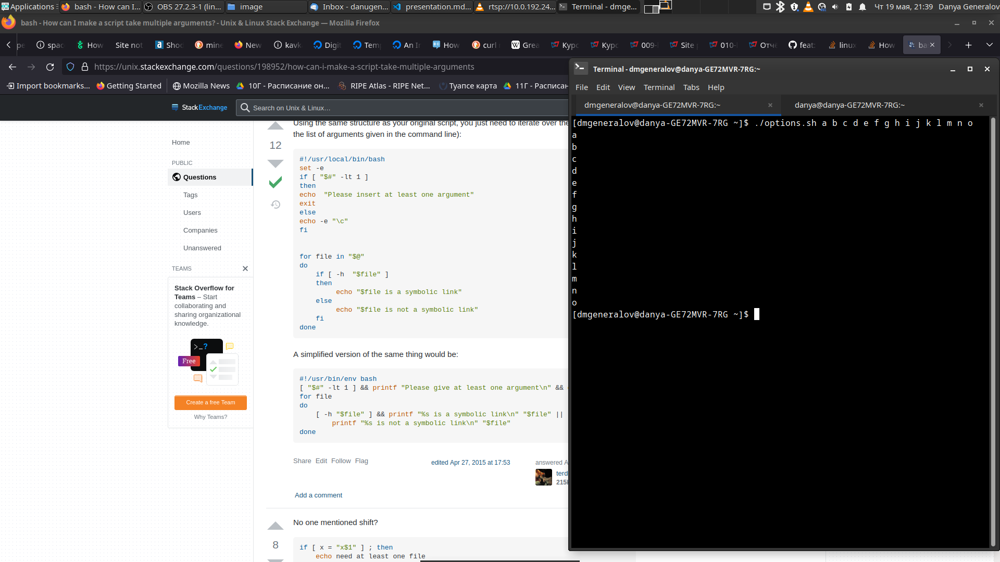 Applications
bash - How can I...
OBS 27.2.3-1 (lin...
image
Inbox - danugen...
presentation.md...
rtsp://10.0.192.24...
Terminal - dmge...
Чт 19 мая, 21:39
Danya Generalov
bash - How can I make a script take multiple arguments? - Unix & Linux Stack Exchange — Mozilla Firefox
spac
How
Site not
Shod
mine
New
kavk
Digit
Temp
An In
How
curl
Grea
Курс
Курс
009-
Site
010-
Отче
feat:
linux
How
ba
https://unix.stackexchange.com/questions/198952/how-can-i-make-a-script-take-multiple-arguments
Import bookmarks...
Getting Started
Mozilla News
10Г - Расписание он...
RIPE Atlas - RIPE Net...
Туапсе карта
11Г - Расписан
StackExchange
Search on Unix & Linux…
Home
PUBLIC
Questions
Tags
Users
Companies
Unanswered
TEAMS
Stack Overflow for
Teams – Start
collaborating and
sharing organizational
knowledge.
>_?
Free
Create a free Team
Why Teams?
Using the same structure as your original script, you just need to iterate over the
the list of arguments given in the command line):
12
#!/usr/local/bin/bash
set -e
if [ "$#" -lt 1 ]
then
echo  "Please insert at least one argument"
exit
else
echo -e "\c"
fi
for file in "$@"
do
    if [ -h  "$file" ]
    then
         echo "$file is a symbolic link"
    else
         echo "$file is not a symbolic link"
    fi
done
A simplified version of the same thing would be:
#!/usr/bin/env bash
[ "$#" -lt 1 ] && printf "Please give at least one argument\n" &&
for file
do
    [ -h "$file" ] && printf "%s is a symbolic link\n" "$file" ||
        printf "%s is not a symbolic link\n" "$file"
done
Share Edit Follow Flag
edited Apr 27, 2015 at 17:53
answered A
terd
215k
Add a comment
No one mentioned shift?
8
if [ x = "x$1" ] ; then
    echo need at least one file
Terminal - dmgeneralov@danya-GE72MVR-7RG:~
File Edit View Terminal Tabs Help
dmgeneralov@danya-GE72MVR-7RG:~
danya@danya-GE72MVR-7RG:~
[dmgeneralov@danya-GE72MVR-7RG ~]$ ./options.sh a b c d e f g h i j k l m n o
a
b
c
d
e
f
g
h
i
j
k
l
m
n
o
[dmgeneralov@danya-GE72MVR-7RG ~]$